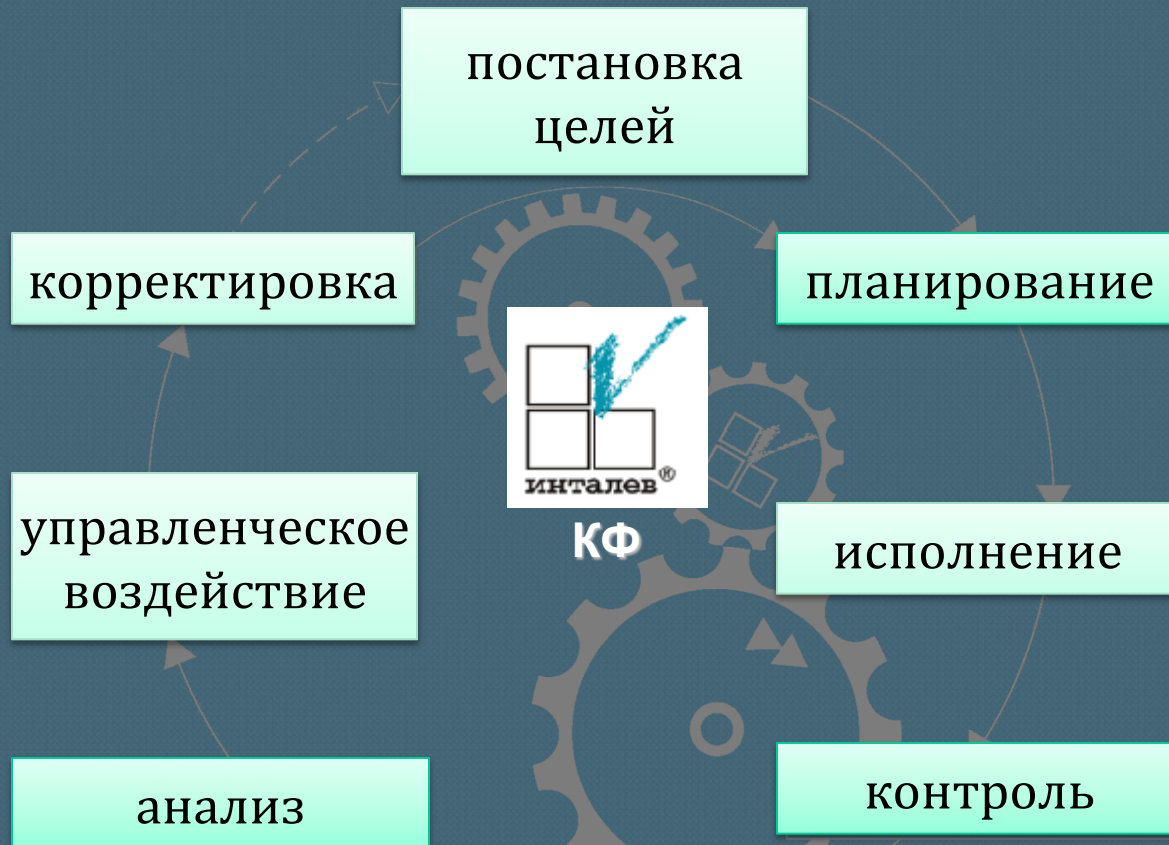 постановка
целей
корректировка
планирование
инталев®
КФ
управленческое
воздействие
исполнение
анализ
контроль